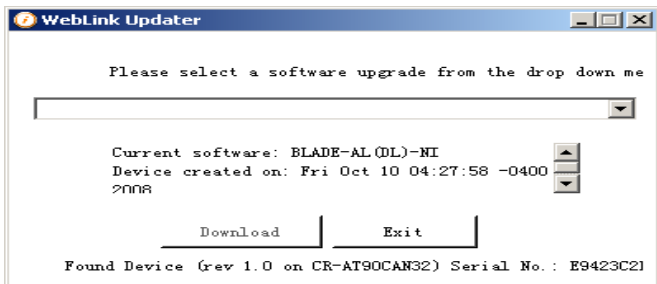 WebLink Updater
Please select a software upgrade from the drop down me
Current software: BLADE-AL(DL)-NI
Device created on: Fri Oct 10 04:27:58 -0400
2008
Download Exit
Found Device (rev 1.0 on CR-AT90CAN32) Serial No.: E9423C2